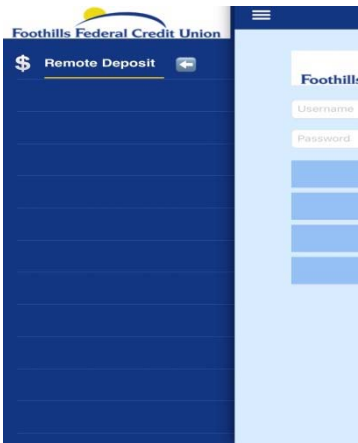 Foothills Federal Credit Union
$ Remote Deposit
Foothills
Username
Password